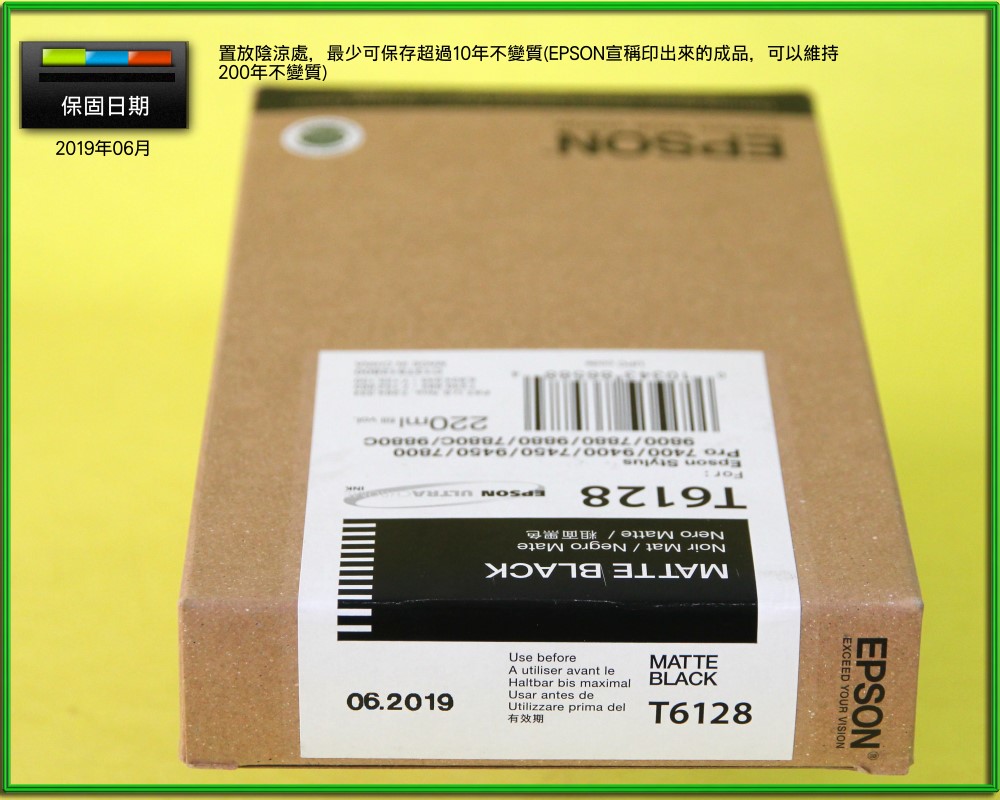 置放陰涼處，最少可保存超過10年不變質(EPSON宣稱印出來的成品，可以維持
200年不變質)
保固日期
2019年06月
EPSON
220ml
9800/7880/9880/7880C/9880C
Pro 7400/9400/7450/9450/7800
Epson Stylus
For:
T6128
EPSON ULTRACHROME INK
Nero Matte / 粗面黑色
Noir Mat / Negro Mate
MATTE BLACK
Use before
A utiliser avant le
Haltbar bis maximal
Usar antes de
Utilizzare prima del
有效期
06.2019
MATTE
BLACK
T6128
EPSON®
EXCEED YOUR VISION